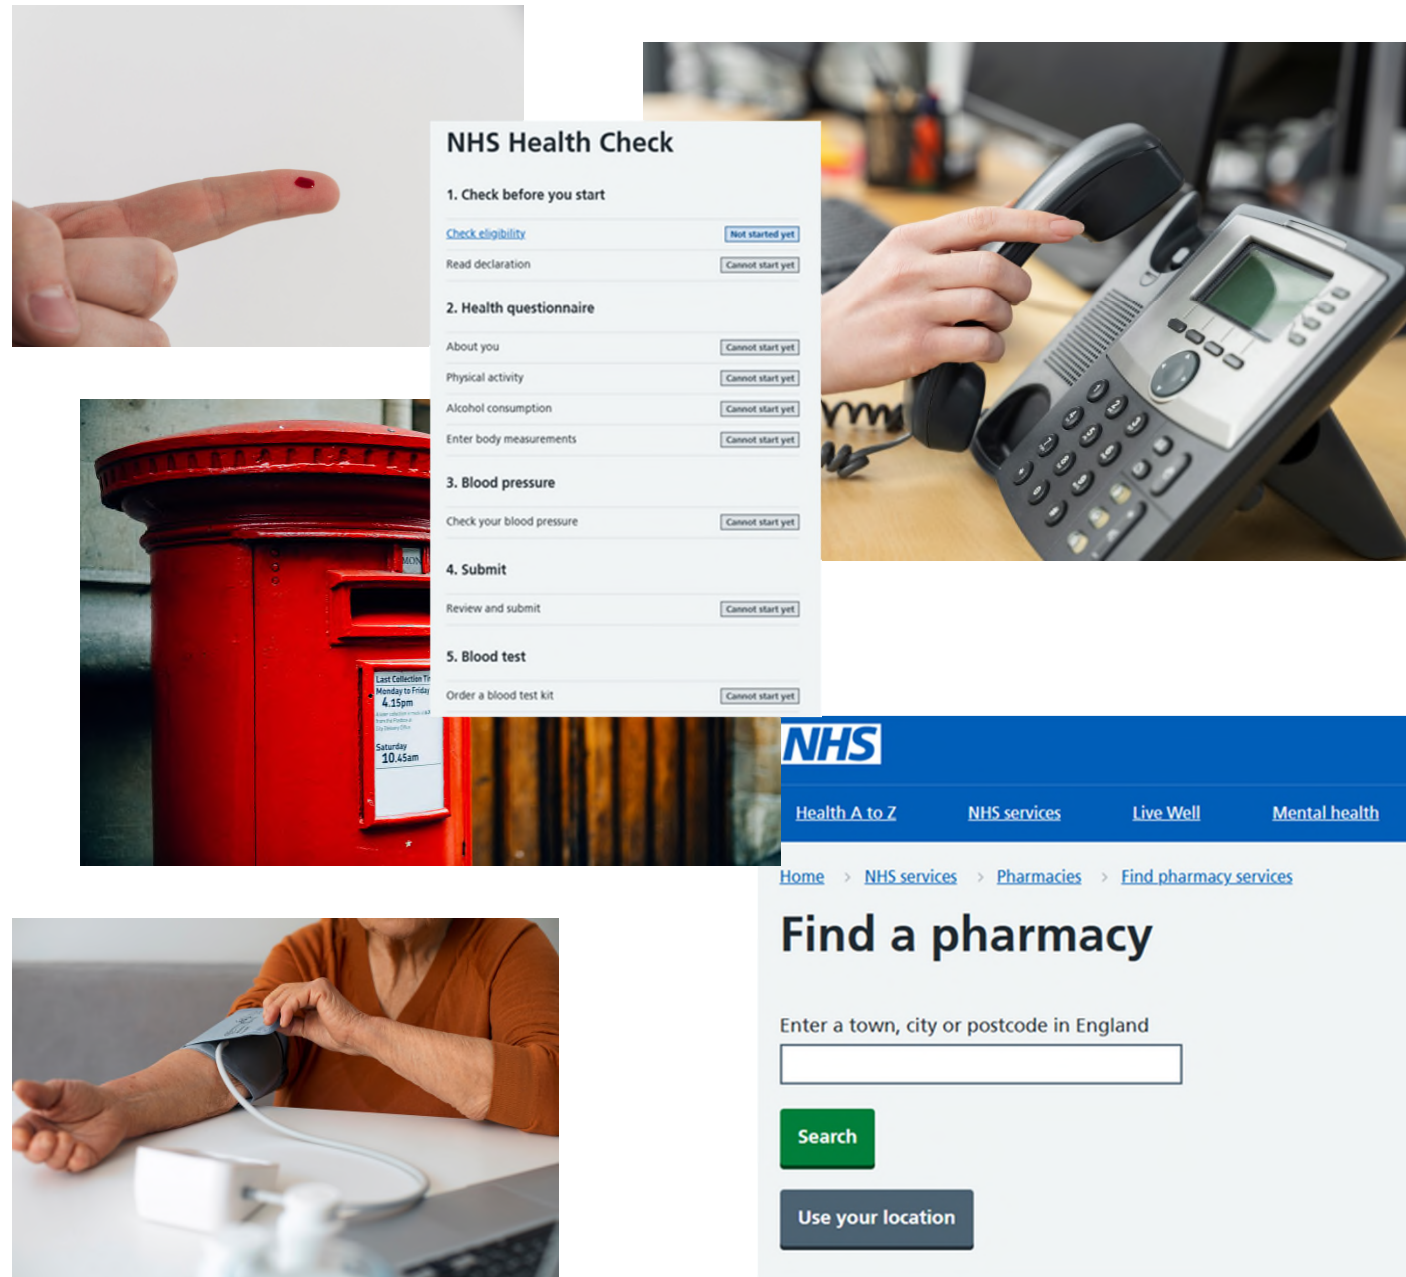 NHS Health Check
1. Check before you start
Check eligibility
Not started yet
Read declaration
Cannot start yet
2. Health questionnaire
About you
Cannot start yet
Physical activity
Cannot start yet
Alcohol consumption
Cannot start yet
Enter body measurements
Cannot start yet
3. Blood pressure
Check your blood pressure
Cannot start yet
4. Submit
Review and submit
Cannot start yet
5. Blood test
Order a blood test kit
Cannot start yet
MON
Last Collection
Monday to Friday
4.15pm
Saturday
10.45am
NHS
Health A to Z
NHS services
Live Well
Mental health
Home > NHS services > Pharmacies > Find pharmacy services
Find a pharmacy
Enter a town, city or postcode in England
Search
Use your location